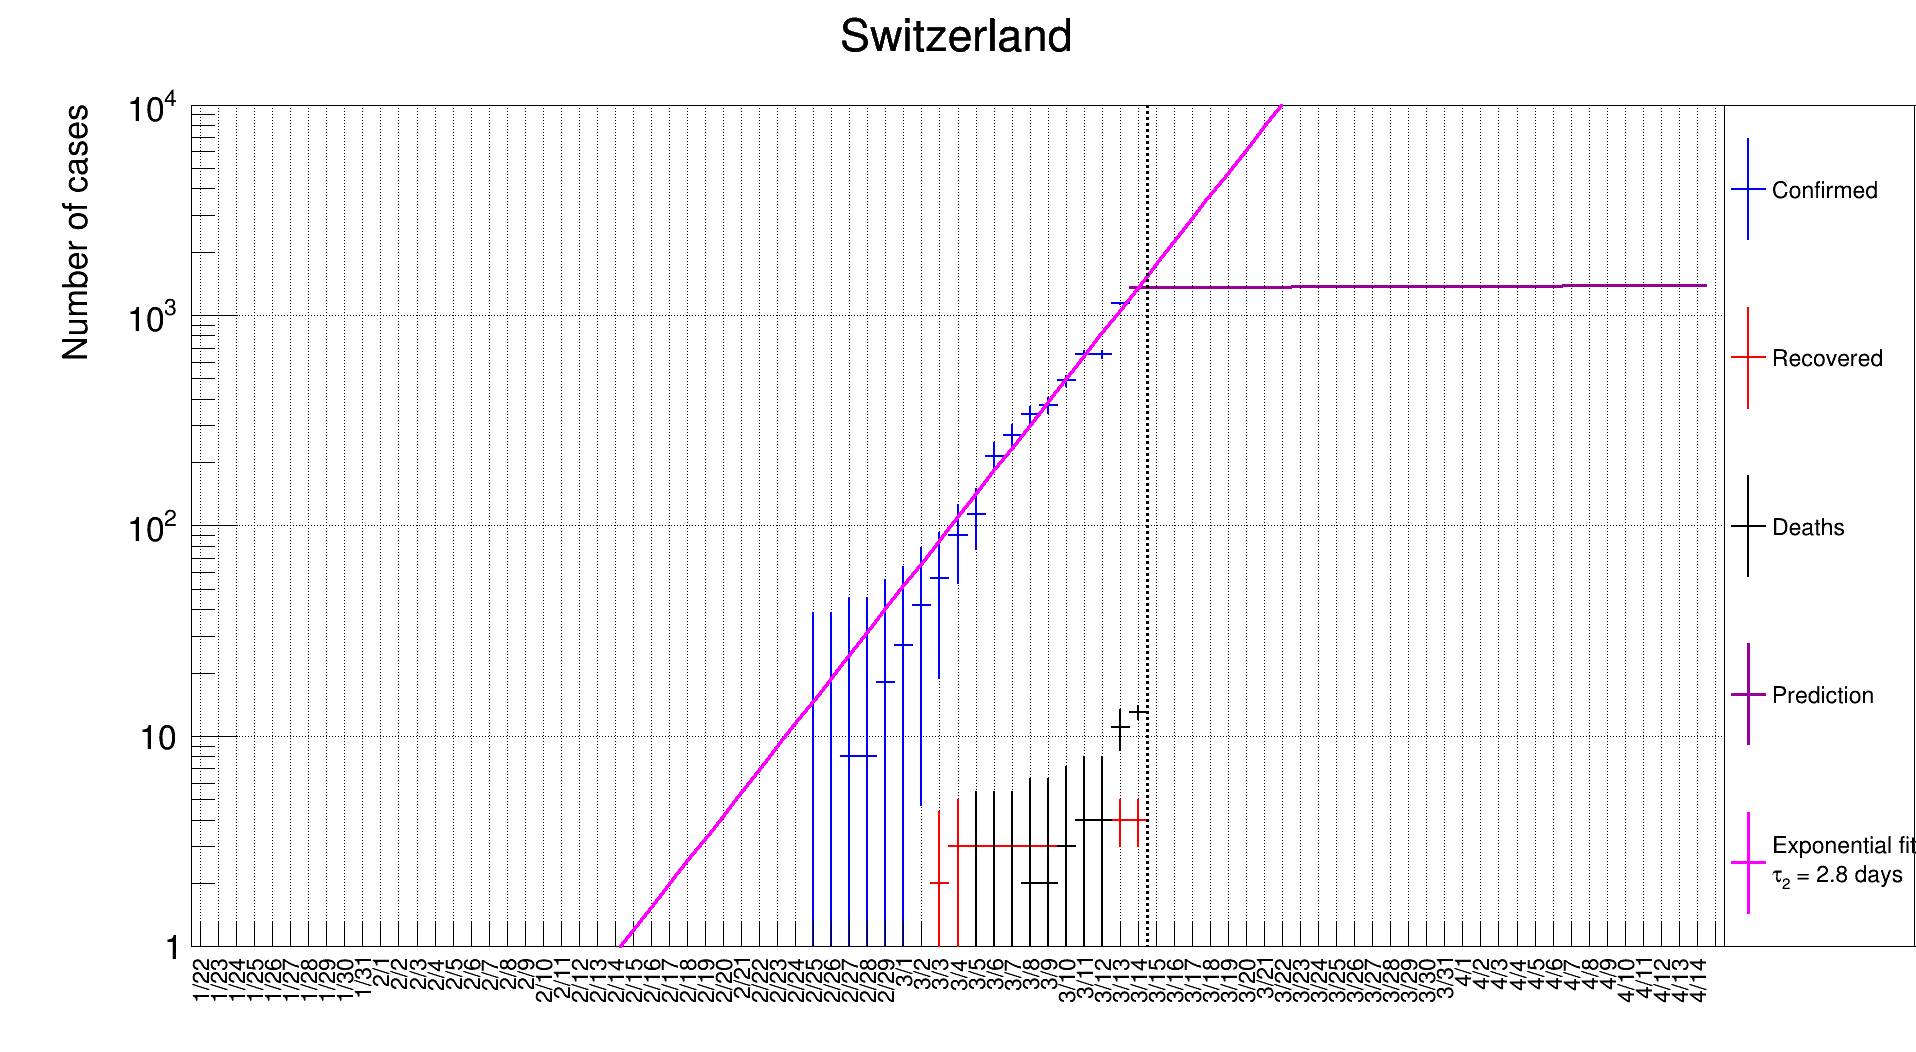 Switzerland
Number of cases
10^4
10^3
10^2
10
1
1/22 1/23 1/24 1/25 1/26 1/27 1/28 1/29 1/30 1/31 2/1 2/2 2/3 2/4 2/5 2/6 2/7 2/8 2/9 2/10 2/11 2/12 2/13 2/14 2/15 2/16 2/17 2/18 2/19 2/20 2/21 2/22 2/23 2/24 2/25 2/26 2/27 2/28 2/29 3/1 3/2 3/3 3/4 3/5 3/6 3/7 3/8 3/9 3/10 3/11 3/12 3/13 3/14 3/15 3/16 3/17 3/18 3/19 3/20 3/21 3/22 3/23 3/24 3/25 3/26 3/27 3/28 3/29 3/30 3/31 4/1 4/2 4/3 4/4 4/5 4/6 4/7 4/8 4/9 4/10 4/11 4/12 4/13 4/14
Confirmed
Recovered
Deaths
Prediction
Exponential fit
τ₂ = 2.8 days